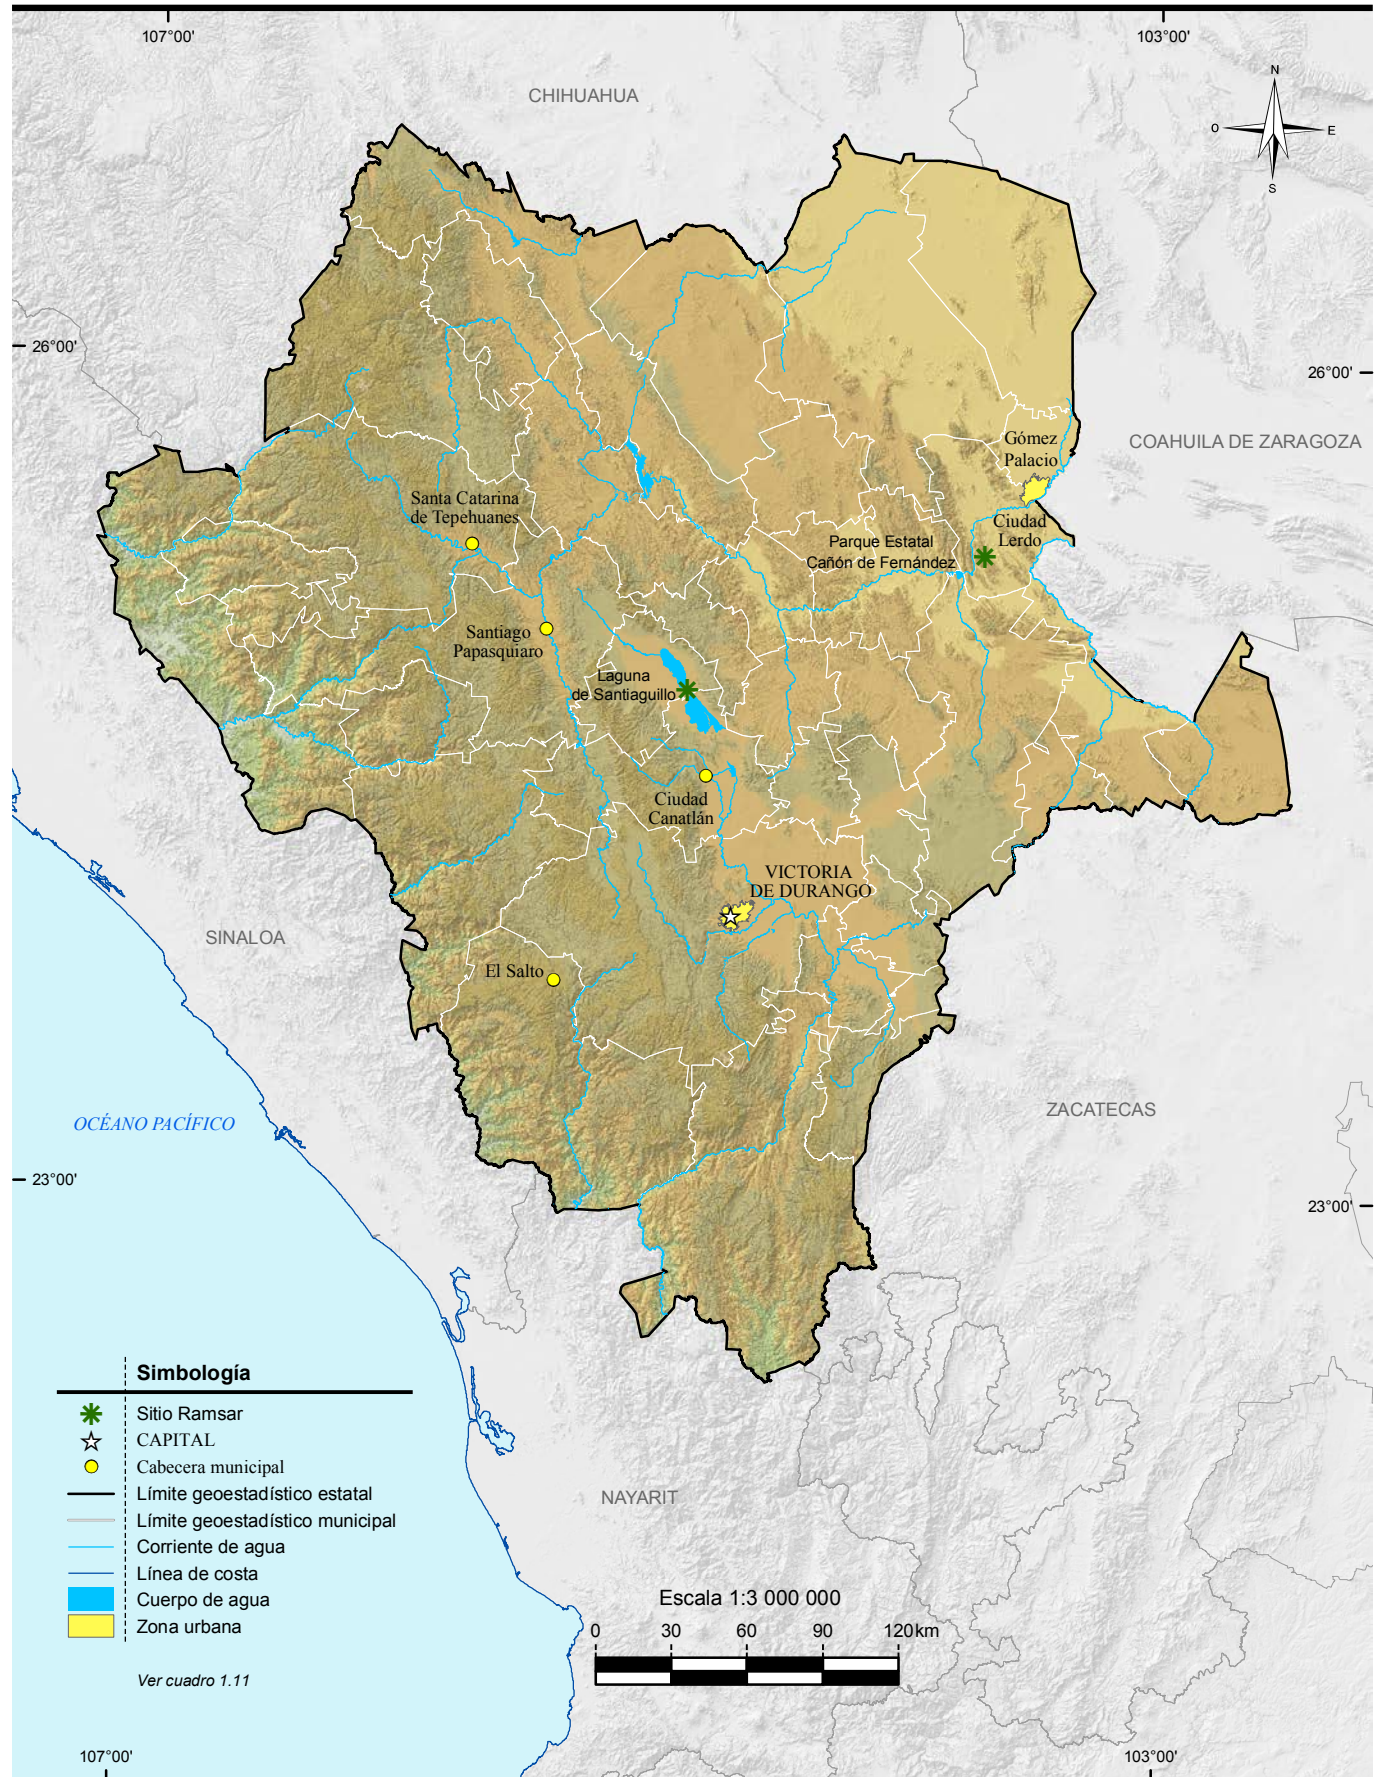 107°00'
103°00'
CHIHUAHUA
N
O
E
S
26°00'
26°00'
COAHUILA DE ZARAGOZA
Gómez
Palacio
Santa Catarina
de Tepehuanes
Ciudad
Lerdo
Parque Estatal
Cañón de Fernández
Santiago
Papasquiaro
Laguna
de Santiaguillo
Ciudad
Canatlán
VICTORIA
DE DURANGO
SINALOA
El Salto
OCÉANO PACÍFICO
ZACATECAS
23°00'
23°00'
NAYARIT
Simbología
Sitio Ramsar
CAPITAL
Cabecera municipal
Límite geoestadístico estatal
Límite geoestadístico municipal
Corriente de agua
Línea de costa
Cuerpo de agua
Zona urbana
Ver cuadro 1.11
Escala 1:3 000 000
0 30 60 90 120km
107°00'
103°00'